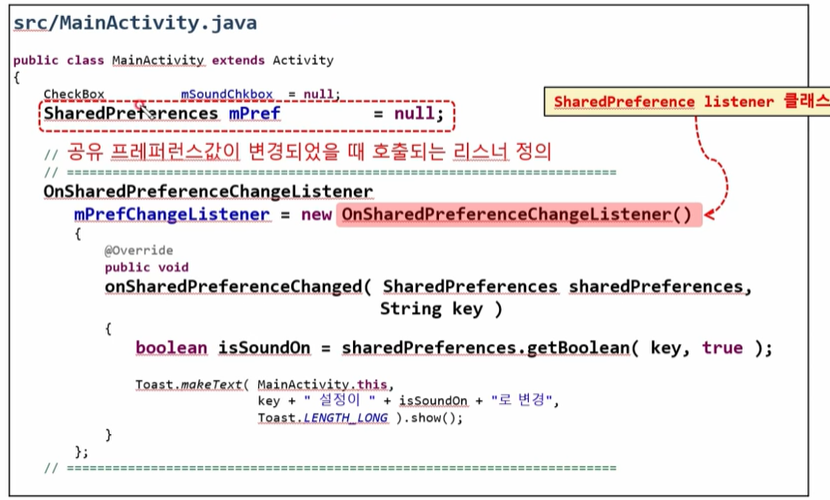 src/MainActivity.java
public class MainActivity extends Activity
{
CheckBox mSoundChkbox = null;
SharedPreferences mPref = null;
SharedPreference listener 클래스
// 공유 프레퍼런스값이 변경되었을 때 호출되는 리스너 정의
// =========================================================================
OnSharedPreferenceChangeListener
mPrefChangeListener = new OnSharedPreferenceChangeListener()
{
@Override
public void
onSharedPreferenceChanged( SharedPreferences sharedPreferences,
String key )
{
boolean isSoundOn = sharedPreferences.getBoolean( key, true );
Toast.makeText( MainActivity.this,
key + " 설정이 " + isSoundOn + "로 변경",
Toast.LENGTH_LONG ).show();
}
};
// =========================================================================